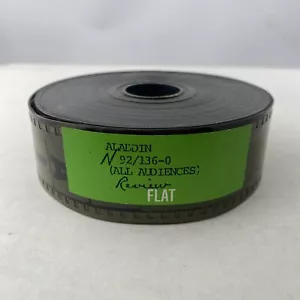 ALADDIN
N 92/136-0
(ALL AUDIENCES)
Review
FLAT